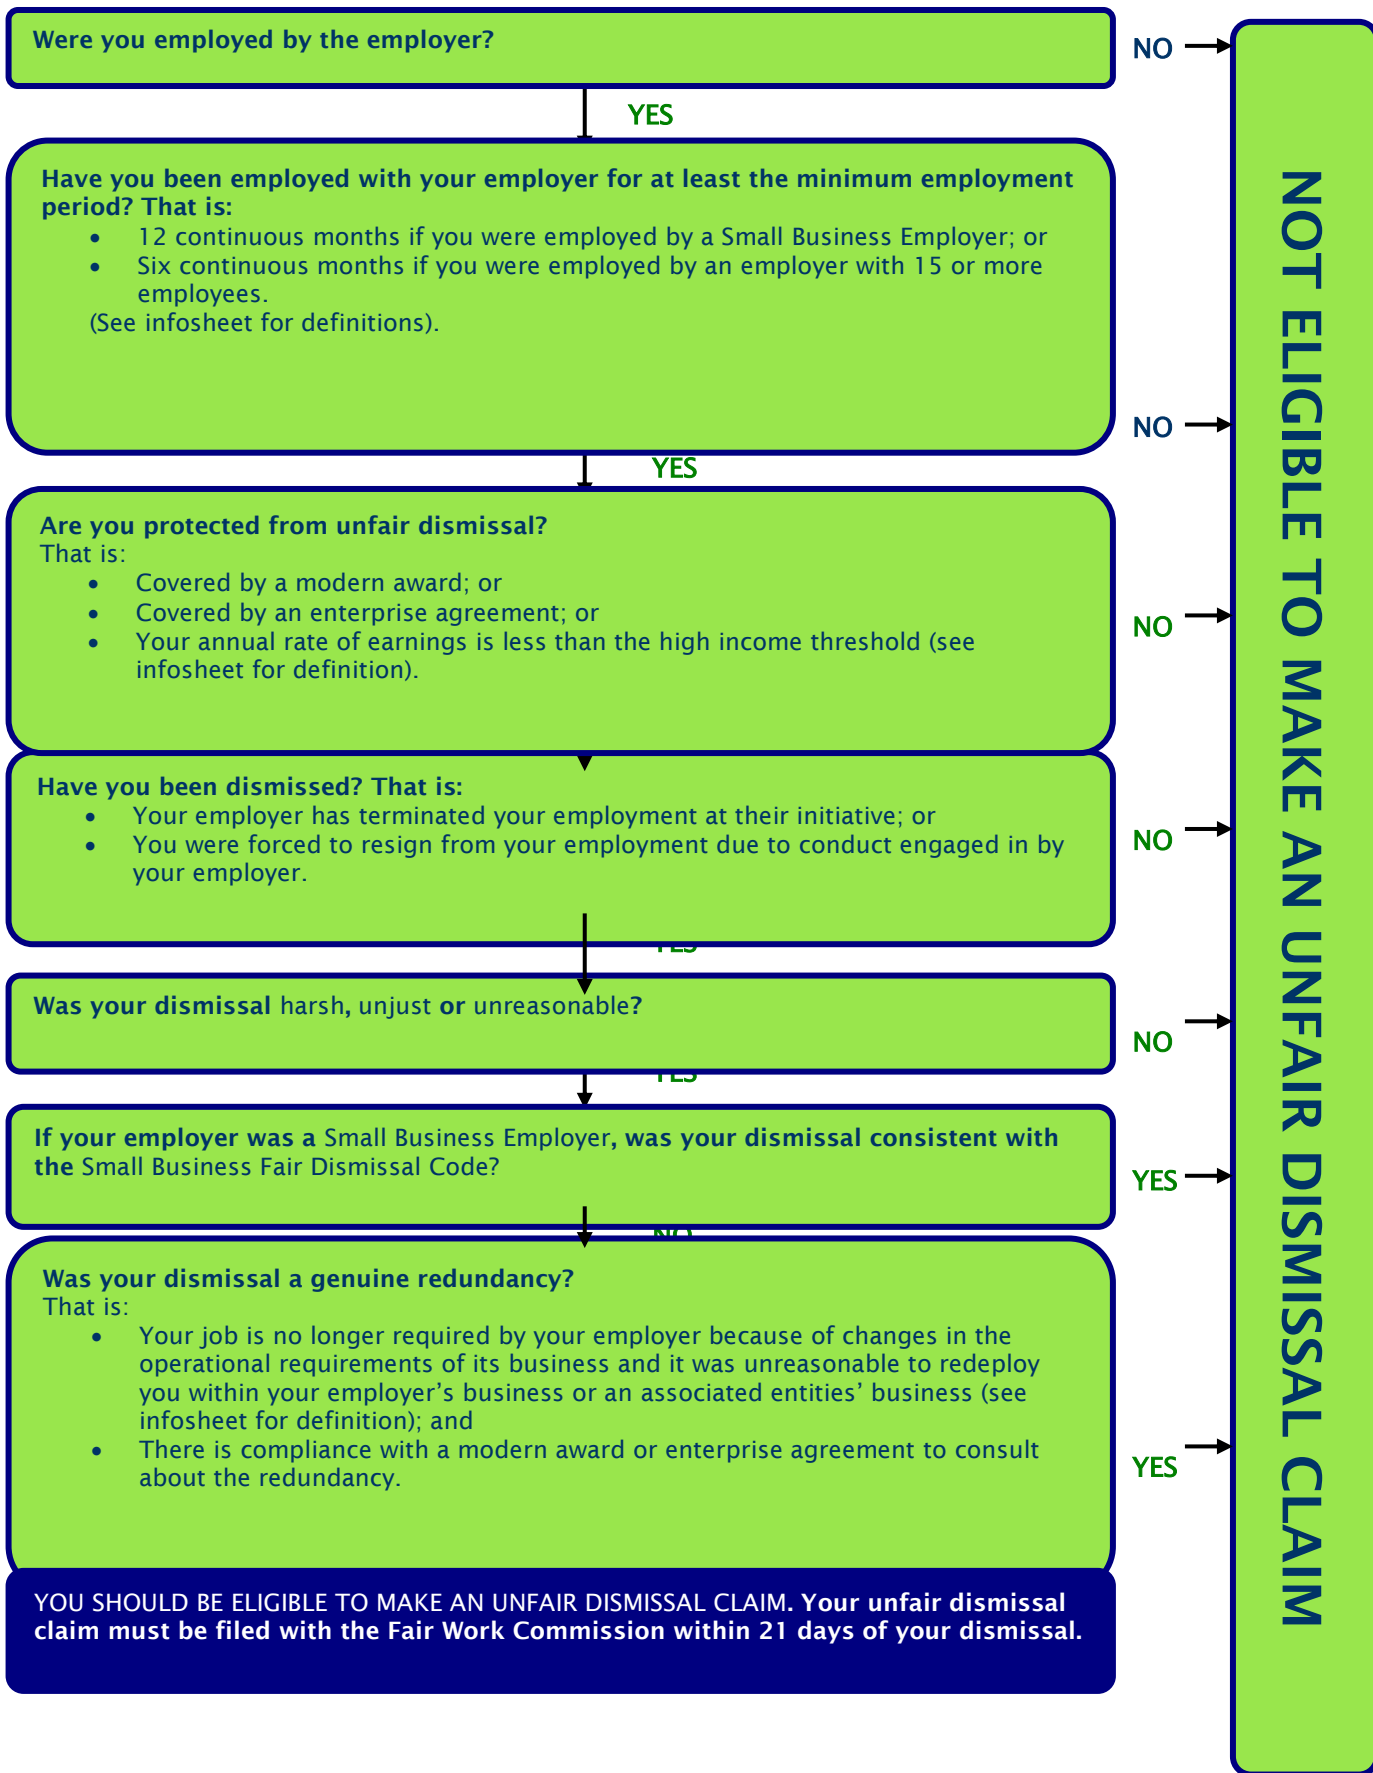 Were you employed by the employer?
NO
YES
Have you been employed with your employer for at least the minimum employment
period? That is:
• 12 continuous months if you were employed by a Small Business Employer; or
• Six continuous months if you were employed by an employer with 15 or more
employees.
(See infosheet for definitions).
NO
YES
Are you protected from unfair dismissal?
That is:
• Covered by a modern award; or
• Covered by an enterprise agreement; or
• Your annual rate of earnings is less than the high income threshold (see
infosheet for definition).
NO
Have you been dismissed? That is:
• Your employer has terminated your employment at their initiative; or
• You were forced to resign from your employment due to conduct engaged in by
your employer.
NO
YES
Was your dismissal harsh, unjust or unreasonable?
NO
YES
If your employer was a Small Business Employer, was your dismissal consistent with
the Small Business Fair Dismissal Code?
YES
NO
Was your dismissal a genuine redundancy?
That is:
• Your job is no longer required by your employer because of changes in the
operational requirements of its business and it was unreasonable to redeploy
you within your employer’s business or an associated entities’ business (see
infosheet for definition); and
• There is compliance with a modern award or enterprise agreement to consult
about the redundancy.
YES
YOU SHOULD BE ELIGIBLE TO MAKE AN UNFAIR DISMISSAL CLAIM. Your unfair dismissal
claim must be filed with the Fair Work Commission within 21 days of your dismissal.
NOT ELIGIBLE TO MAKE AN UNFAIR DISMISSAL CLAIM